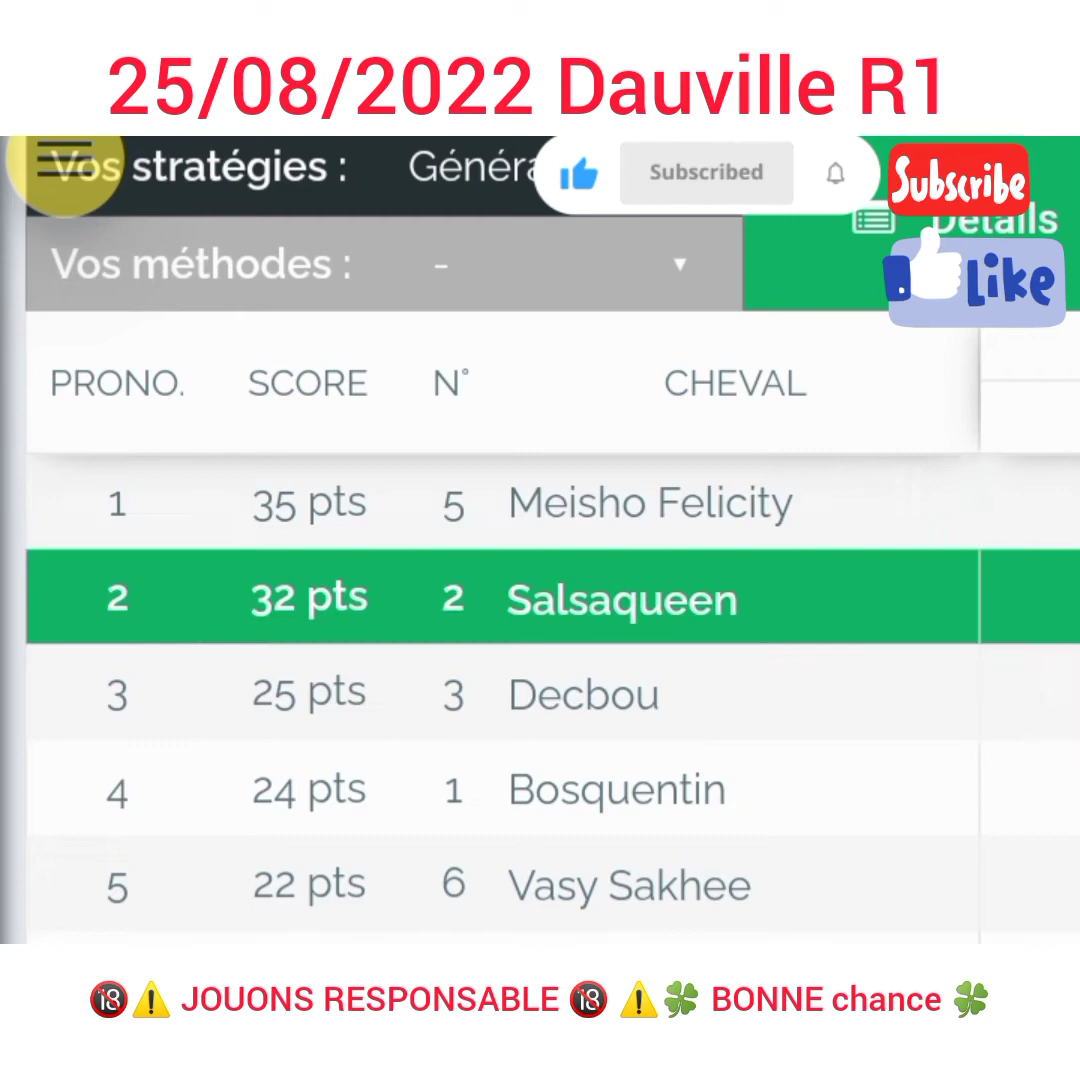 25/08/2022 Dauville R1
Vos stratégies :
Subscribed
Subscribe
Détails
Vos méthodes : -
Like
PRONO. SCORE N° CHEVAL
1 35 pts 5 Meisho Felicity
2 32 pts 2 Salsaqueen
3 25 pts 3 Decbou
4 24 pts 1 Bosquentin
5 22 pts 6 Vasy Sakhee
🔞⚠️ JOUONS RESPONSABLE 🔞 ⚠️🍀 BONNE chance 🍀